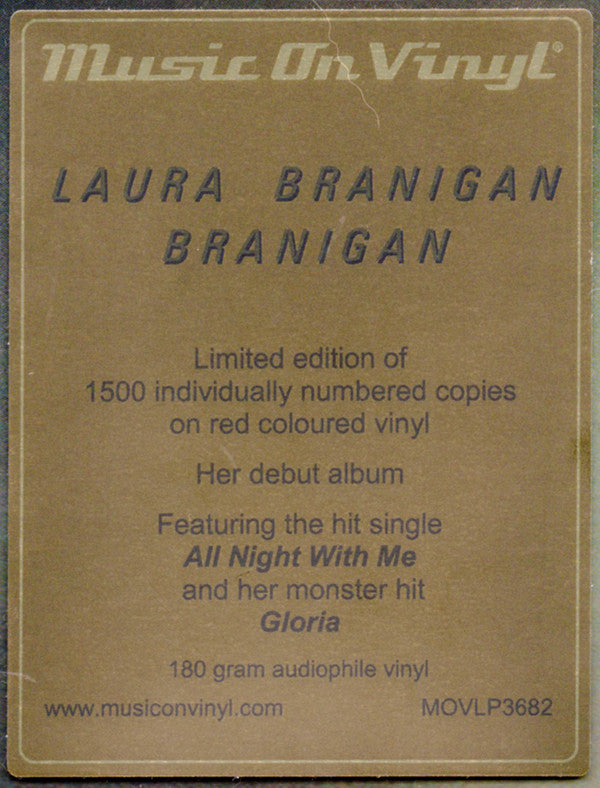 Music On Vinyl®
LAURA BRANIGAN
BRANIGAN
Limited edition of
1500 individually numbered copies
on red coloured vinyl
Her debut album
Featuring the hit single
All Night With Me
and her monster hit
Gloria
180 gram audiophile vinyl
www.musiconvinyl.com MOVLP3682